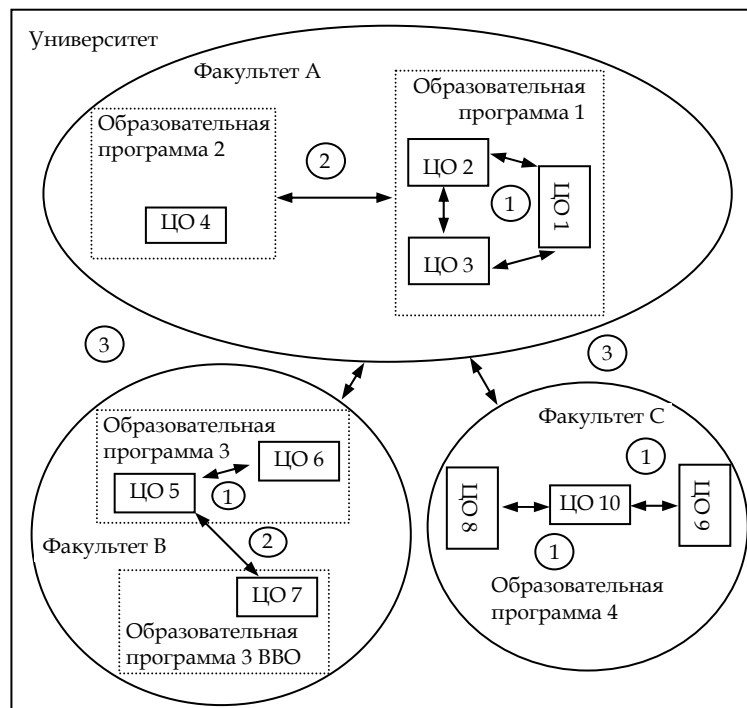 Университет
Факультет А
Образовательная
программа 2
ЦО 4
2
Образовательная
программа 1
ЦО 2
1
ЦО 1
ЦО 3
3
3
Образовательная
программа 3
ЦО 6
ЦО 5
1
2
Факультет В
ЦО 7
Образовательная
программа 3 ВВО
Факультет С
1
ЦО 8
ЦО 10
ЦО 9
1
Образовательная
программа 4